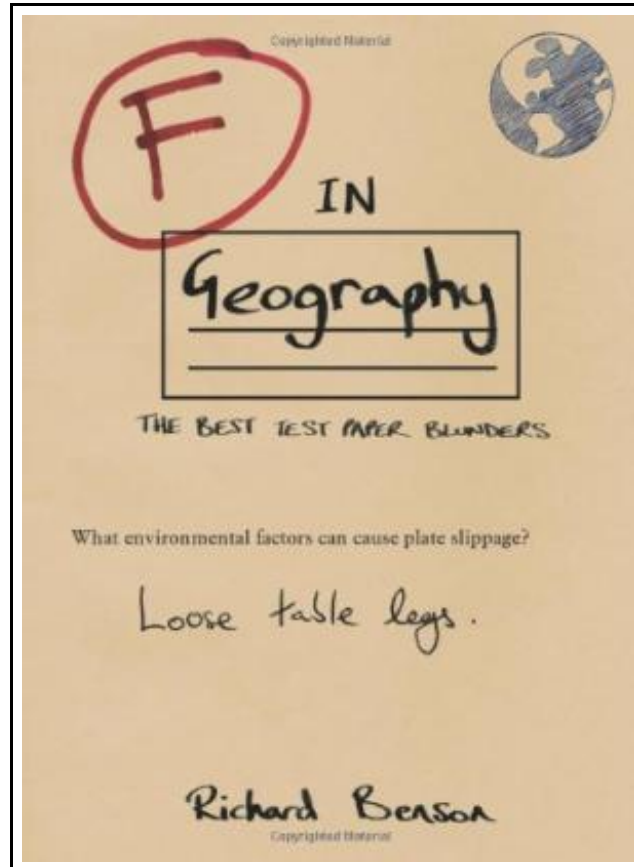 Copyrighted Material
F
IN
Geography
THE BEST TEST PAPER BLUNDERS
What environmental factors can cause plate slippage?
Loose table legs.
Richard Benson
Copyrighted Material